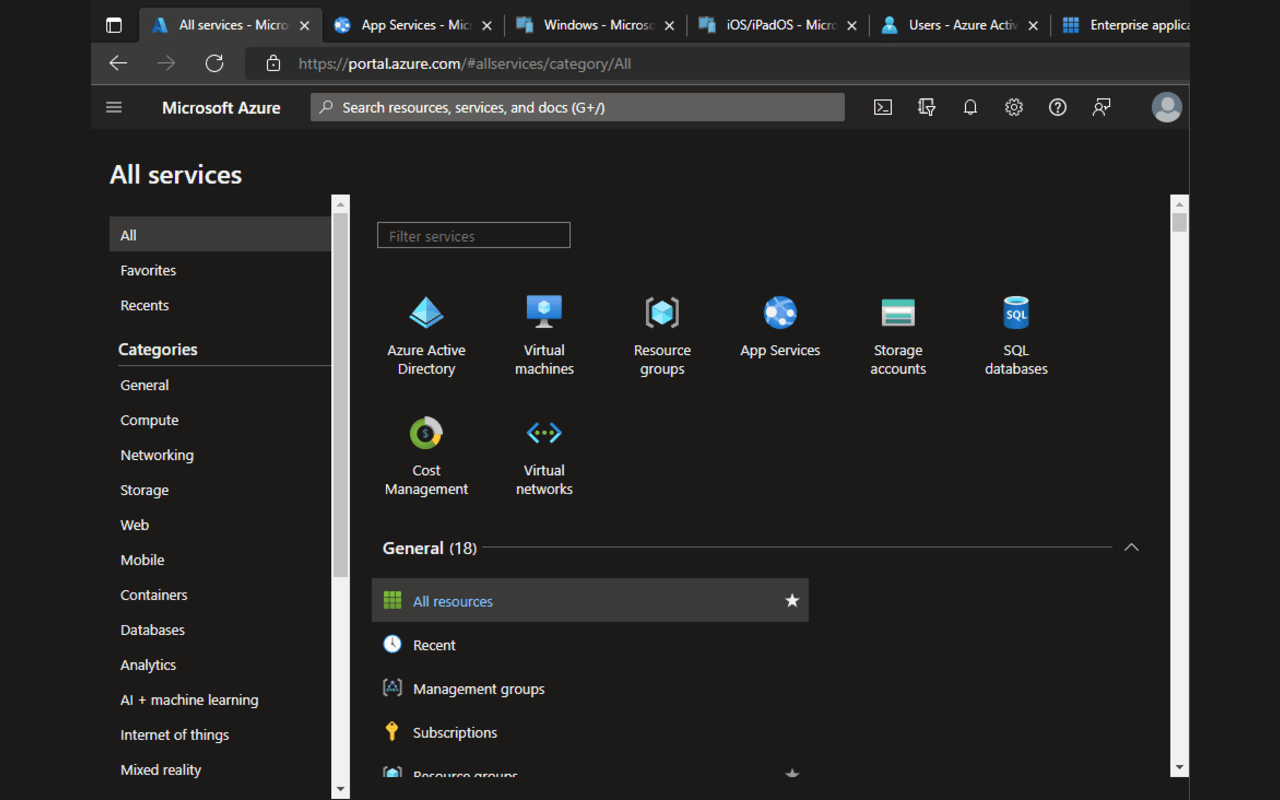 All services - Micro
App Services - Mic
Windows - Microso
iOS/iPadOS - Micro
Users - Azure Activ
Enterprise applica
https://portal.azure.com/#allservices/category/All
Microsoft Azure
Search resources, services, and docs (G+/)
All services
All
Favorites
Recents
Categories
General
Compute
Networking
Storage
Web
Mobile
Containers
Databases
Analytics
AI + machine learning
Internet of things
Mixed reality
Filter services
Azure Active
Directory
Virtual
machines
Resource
groups
App Services
Storage
accounts
SQL
SQL
databases
$
Cost
Management
Virtual
networks
General (18)
All resources
Recent
Management groups
Subscriptions
Resource groups